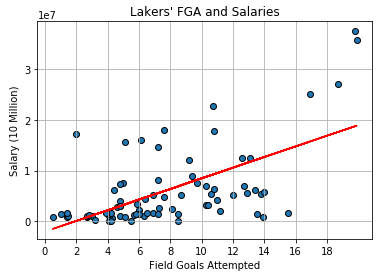 Lakers' FGA and Salaries
1e7
Salary (10 Million)
3
2
1
0
0 2 4 6 8 10 12 14 16 18
Field Goals Attempted